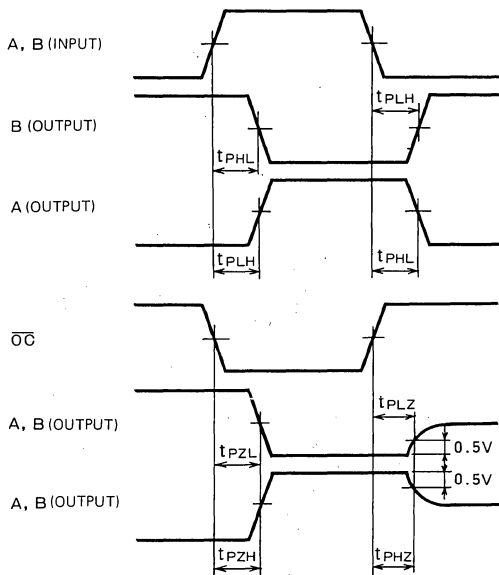 A, B (INPUT)
tPLH
B (OUTPUT)
tPHL
A (OUTPUT)
tPLH
tPHL
OC
tPLZ
A, B (OUTPUT)
0.5V
tPZL
0.5V
A, B (OUTPUT)
tPZH
tPHZ